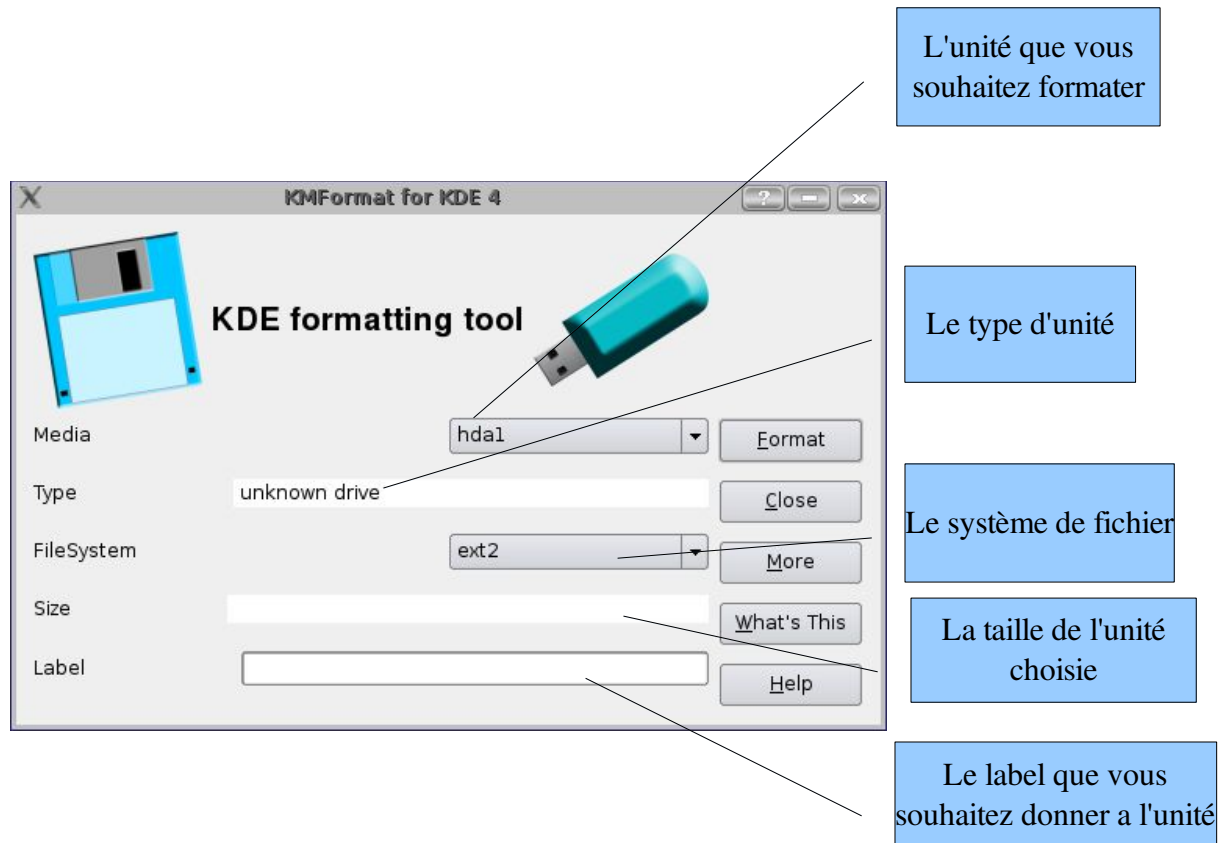 L'unité que vous
souhaitez formater
KMFormat for KDE 4
KDE formatting tool
Le type d'unité
Media
hda1
Format
Type
unknown drive
Close
Le système de fichier
FileSystem
ext2
More
Size
What's This
La taille de l'unité
choisie
Label
Help
Le label que vous
souhaitez donner a l'unité